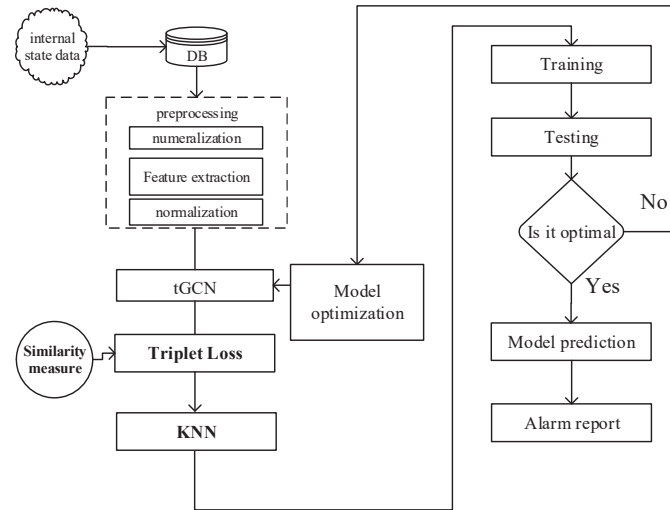 internal
state data
DB
preprocessing
numeralization
Feature extraction
normalization
tGCN
Model
optimization
Similarity
measure
Triplet Loss
KNN
Training
Testing
Is it optimal
No
Yes
Model prediction
Alarm report